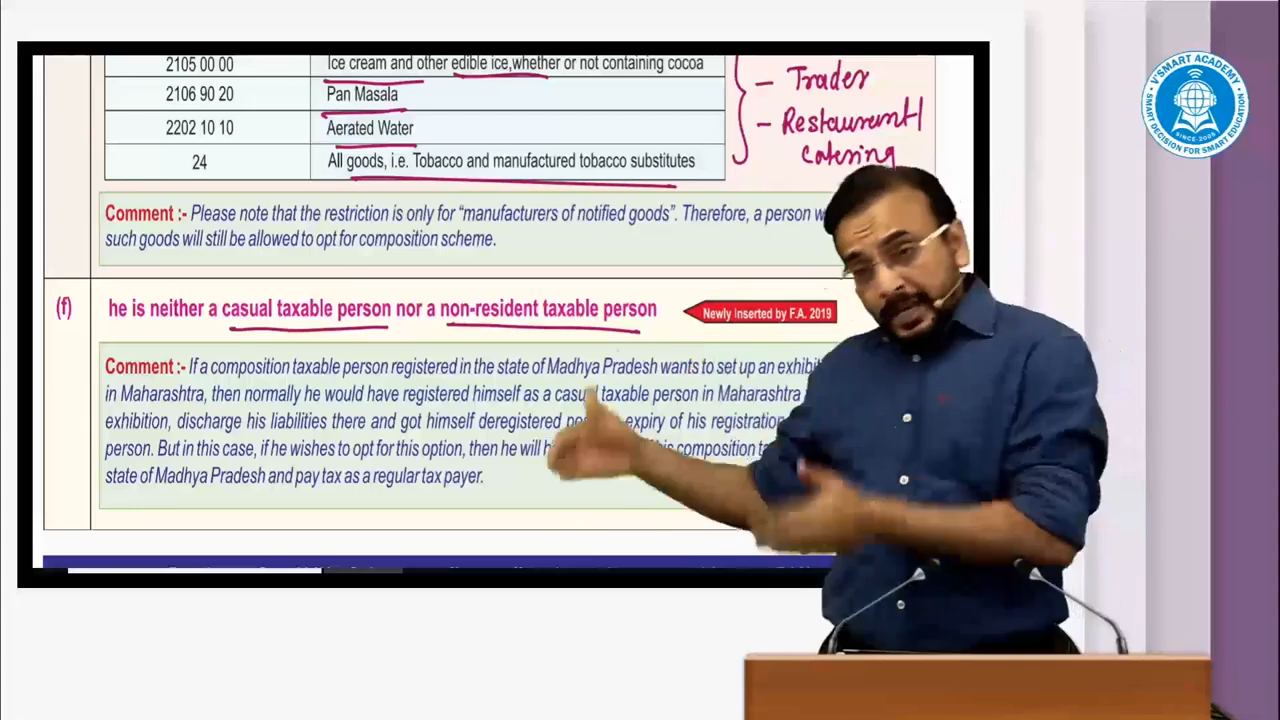 2105 00 00 Ice cream and other edible ice,whether or not containing cocoa
2106 90 20 Pan Masala
2202 10 10 Aerated Water
24 All goods, i.e. Tobacco and manufactured tobacco substitutes
- Trader
- Restaurant/
catering
Comment :- Please note that the restriction is only for “manufacturers of notified goods”. Therefore, a person
such goods will still be allowed to opt for composition scheme.
(f) he is neither a casual taxable person nor a non-resident taxable person
Newly Inserted by F.A. 2019
Comment :- If a composition taxable person registered in the state of Madhya Pradesh wants to set up an
in Maharashtra, then normally he would have registered himself as a casual taxable person in Maharashtra
exhibition, discharge his liabilities there and got himself deregistered expiry of his registration
person. But in this case, if he wishes to opt for this option, then he will composition
state of Madhya Pradesh and pay tax as a regular tax payer.
V'SMART ACADEMY
SINCE-2005
SMART DECISION FOR SMART EDUCATION